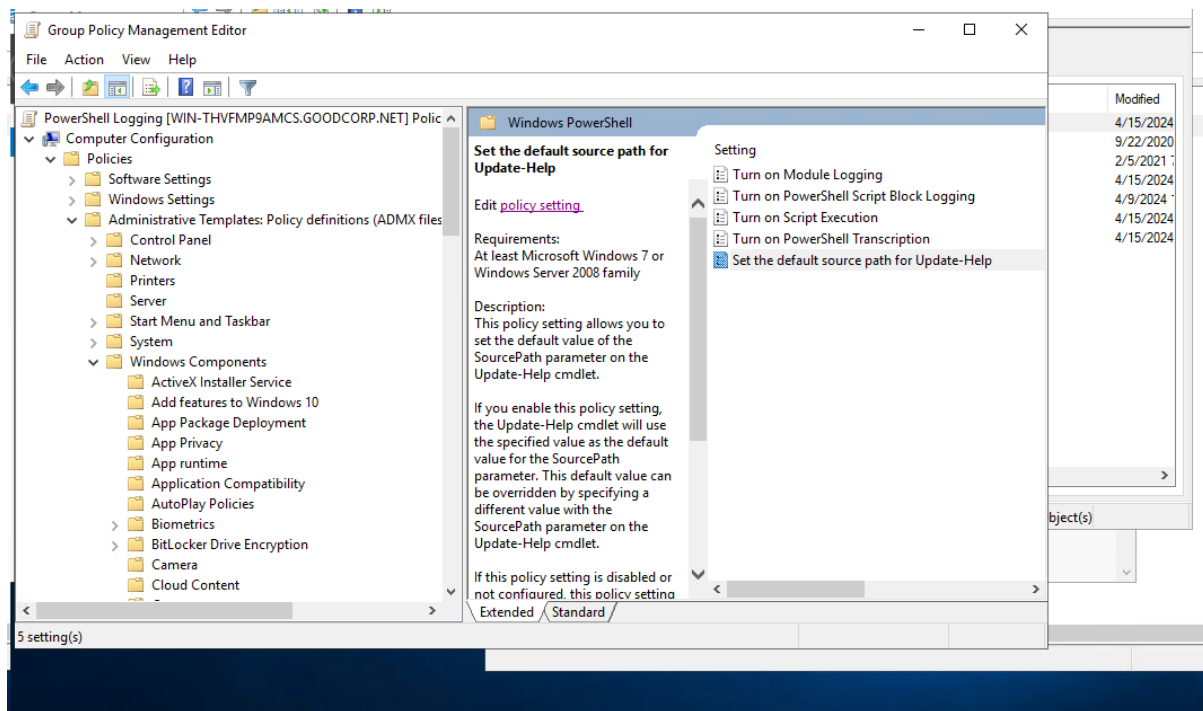 Group Policy Management Editor
File Action View Help
PowerShell Logging [WIN-THVFMP9AMCS.GOODCORP.NET] Polic
Computer Configuration
Policies
Software Settings
Windows Settings
Administrative Templates: Policy definitions (ADMX files
Control Panel
Network
Printers
Server
Start Menu and Taskbar
System
Windows Components
ActiveX Installer Service
Add features to Windows 10
App Package Deployment
App Privacy
App runtime
Application Compatibility
AutoPlay Policies
Biometrics
BitLocker Drive Encryption
Camera
Cloud Content
5 setting(s)
Windows PowerShell
Set the default source path for
Update-Help
Edit policy setting
Requirements:
At least Microsoft Windows 7 or
Windows Server 2008 family
Description:
This policy setting allows you to
set the default value of the
SourcePath parameter on the
Update-Help cmdlet.
If you enable this policy setting,
the Update-Help cmdlet will use
the specified value as the default
value for the SourcePath
parameter. This default value can
be overridden by specifying a
different value with the
SourcePath parameter on the
Update-Help cmdlet.
If this policy setting is disabled or
not configured, this policy setting
Setting
Turn on Module Logging
Turn on PowerShell Script Block Logging
Turn on Script Execution
Turn on PowerShell Transcription
Set the default source path for Update-Help
Extended Standard
Modified
4/15/2024
9/22/2020
2/5/2021
4/15/2024
4/9/2024
4/15/2024
4/15/2024
bject(s)